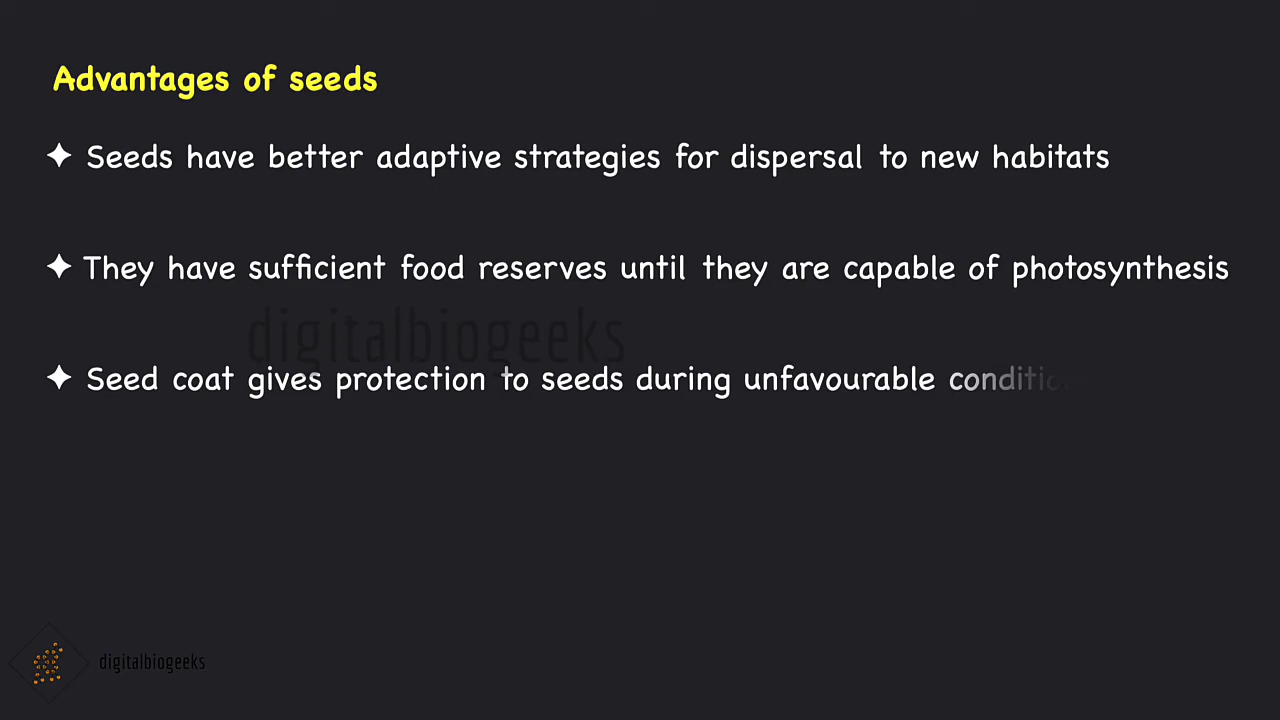 Advantages of seeds
✦ Seeds have better adaptive strategies for dispersal to new habitats
✦ They have sufficient food reserves until they are capable of photosynthesis
digitalbiogeeks
✦ Seed coat gives protection to seeds during unfavourable conditio
digitalbiogeeks